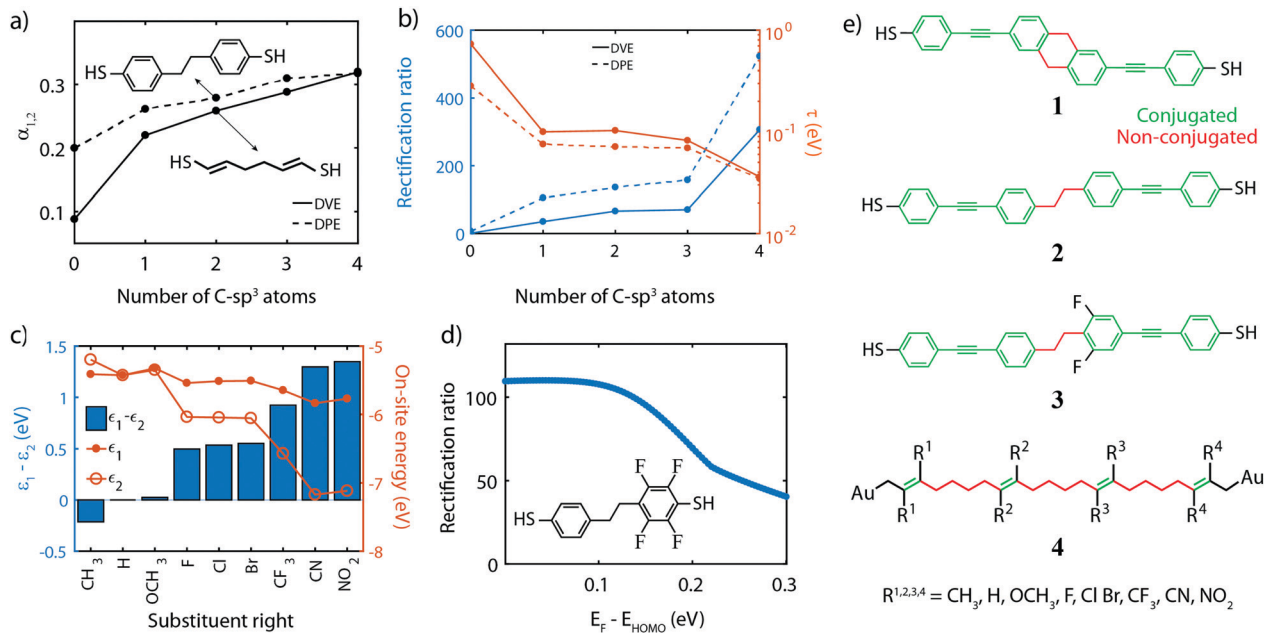 a)
α1,2
0.3
0.2
0.1
HS
SH
HS
SH
DVE
DPE
0 1 2 3 4
Number of C-sp³ atoms
b)
Rectification ratio
600
500
400
300
200
100
0
DVE
DPE
10⁰
10⁻¹
10⁻²
τ (eV)
0 1 2 3 4
Number of C-sp³ atoms
c)
ε1 - ε2 (eV)
1.5
1
0.5
0
-0.5
ϵ1-ϵ2
ϵ1
ϵ2
-5
-6
-7
-8
On-site energy (eV)
CH3 H OCH3 F Cl Br CF3 CN NO2
Substituent right
d)
Rectification ratio
100
50
0
HS
F F
SH
F F
0.1 0.2 0.3
EF - EHOMO (eV)
e)
HS
SH
1
Conjugated
Non-conjugated
HS SH
2
F
HS SH
F
3
R¹ R² R³ R⁴
Au Au
R¹ R² R³ R⁴
4
R1,2,3,4 = CH3, H, OCH3, F, Cl Br, CF3, CN, NO2